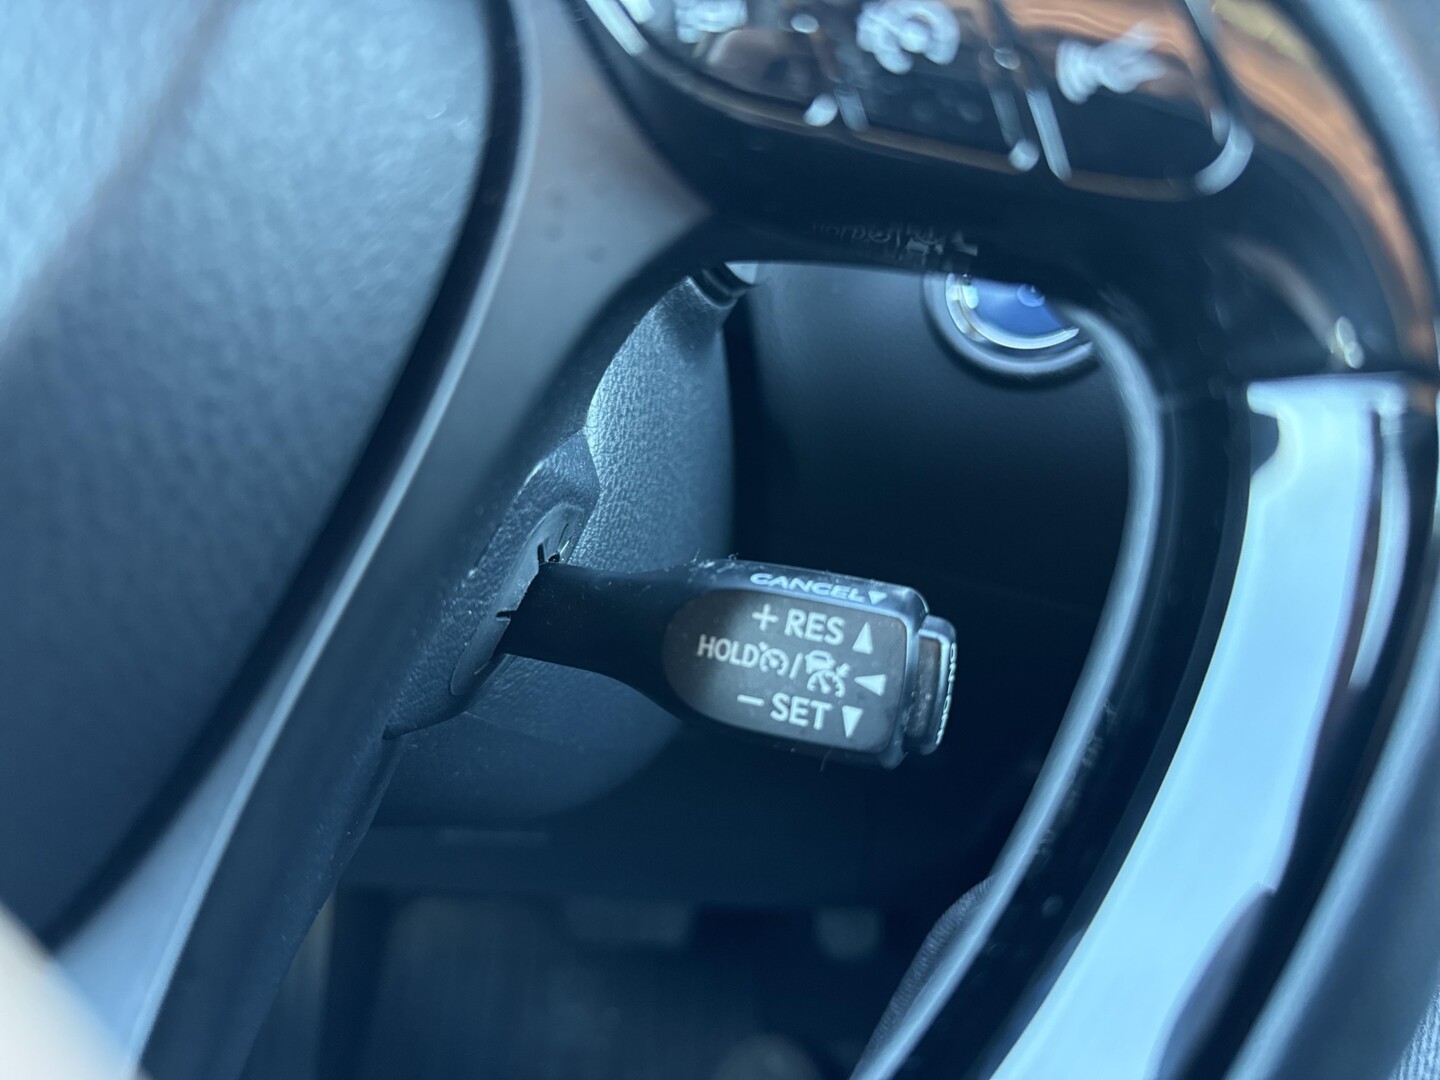 CANCEL▼
+ RES ▲
HOLD / ◀
− SET ▼